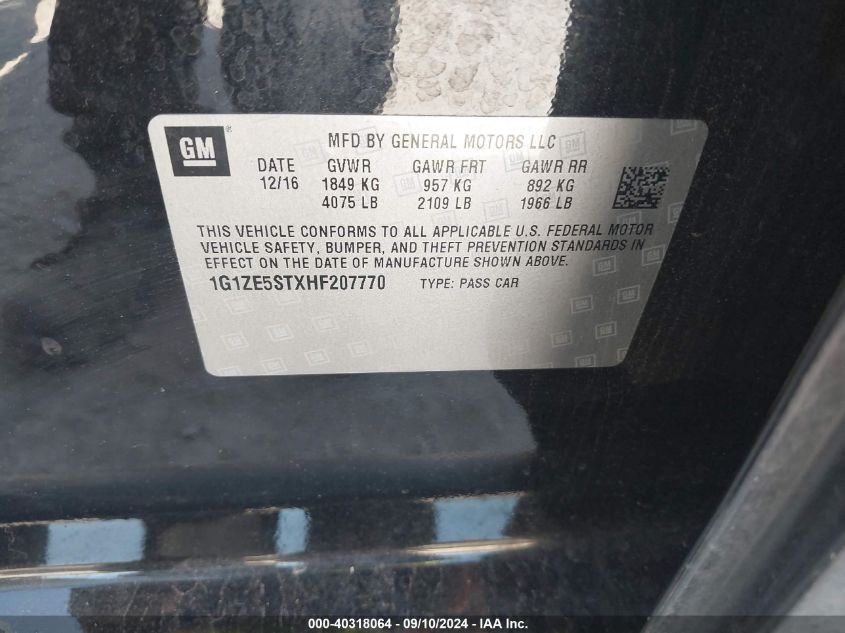 GM®
MFD BY GENERAL MOTORS LLC
DATE GVWR GAWR FRT GAWR RR
12/16 1849 KG 957 KG 892 KG
4075 LB 2109 LB 1966 LB
THIS VEHICLE CONFORMS TO ALL APPLICABLE U.S. FEDERAL MOTOR
VEHICLE SAFETY, BUMPER, AND THEFT PREVENTION STANDARDS IN
EFFECT ON THE DATE OF MANUFACTURE SHOWN ABOVE.
1G1ZE5STXHF207770 TYPE: PASS CAR
000-40318064 - 09/10/2024 - IAA Inc.